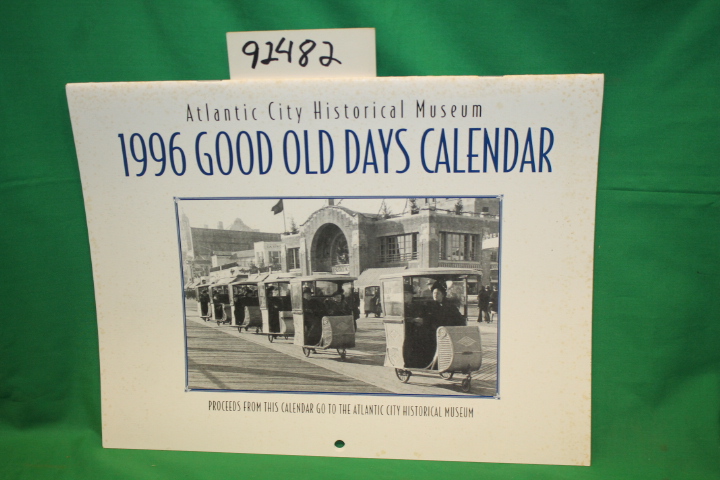 92482
Atlantic City Historical Museum
1996 GOOD OLD DAYS CALENDAR
PROCEEDS FROM THIS CALENDAR GO TO THE ATLANTIC CITY HISTORICAL MUSEUM